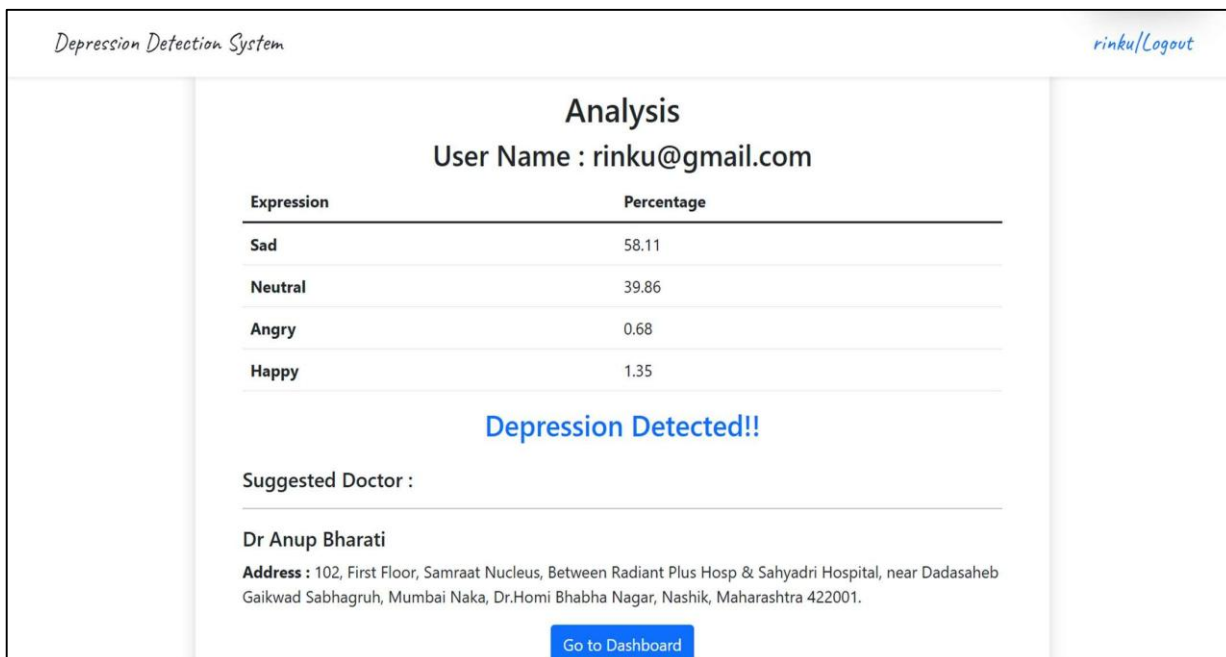 Depression Detection System rinku/Logout
Analysis
User Name : rinku@gmail.com
Expression Percentage
Sad 58.11
Neutral 39.86
Angry 0.68
Happy 1.35
Depression Detected!!
Suggested Doctor :
Dr Anup Bharati
Address : 102, First Floor, Samraat Nucleus, Between Radiant Plus Hosp & Sahyadri Hospital, near Dadasaheb
Gaikwad Sabhagruh, Mumbai Naka, Dr.Homi Bhabha Nagar, Nashik, Maharashtra 422001.
Go to Dashboard